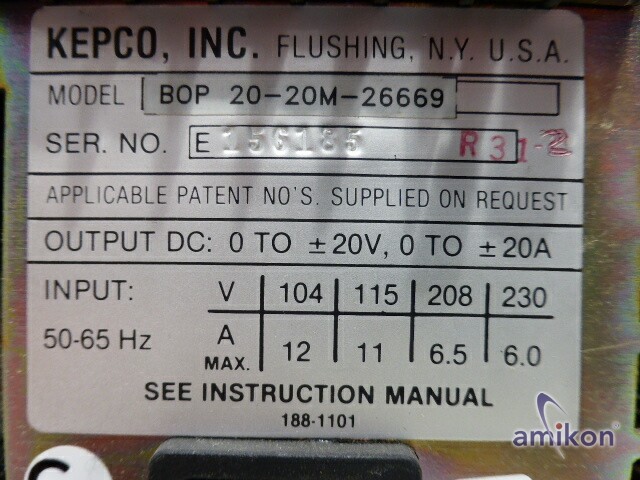 KEPCO, INC. FLUSHING, N.Y. U.S.A.
MODEL BOP 20-20M-26669
SER. NO. E 156185 R31-2
APPLICABLE PATENT NO'S. SUPPLIED ON REQUEST
OUTPUT DC: 0 TO ±20V, 0 TO ±20A
INPUT: V 104 115 208 230
50-65 Hz A MAX. 12 11 6.5 6.0
SEE INSTRUCTION MANUAL
188-1101
amikon®